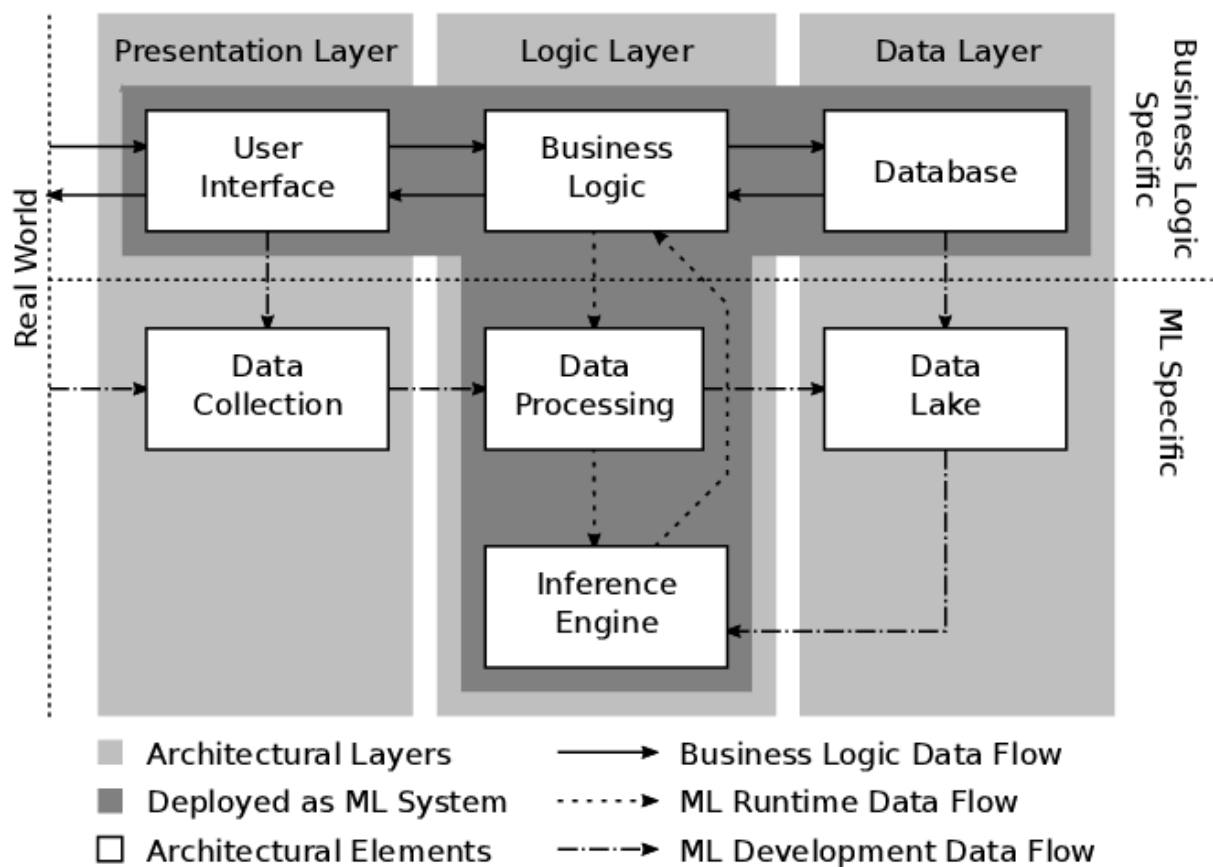 Presentation Layer
Logic Layer
Data Layer
Business Logic
Specific
User
Interface
Business
Logic
Database
Real World
Data
Collection
Data
Processing
Data
Lake
ML Specific
Inference
Engine
Architectural Layers
Business Logic Data Flow
Deployed as ML System
ML Runtime Data Flow
Architectural Elements
ML Development Data Flow